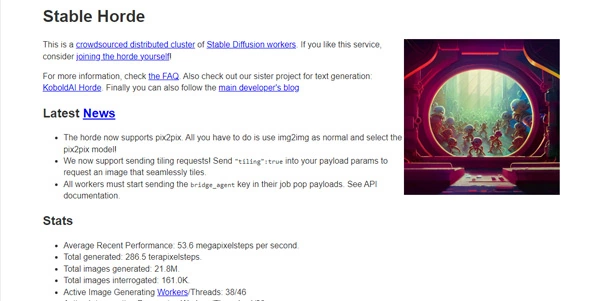 Stable Horde
This is a crowdsourced distributed cluster of Stable Diffusion workers. If you like this service,
consider joining the horde yourself!
For more information, check the FAQ. Also check out our sister project for text generation:
KoboldAI Horde. Finally you can also follow the main developer's blog
Latest News
The horde now supports pix2pix. All you have to do is use img2img as normal and select the
pix2pix model!
We now support sending tiling requests! Send "tiling":true into your payload params to
request an image that seamlessly tiles.
All workers must start sending the bridge_agent key in their job pop payloads. See API
documentation.
Stats
Average Recent Performance: 53.6 megapixelsteps per second.
Total generated: 286.5 terapixelsteps.
Total images generated: 21.8M.
Total images interrogated: 161.0K.
Active Image Generating Workers/Threads: 38/46